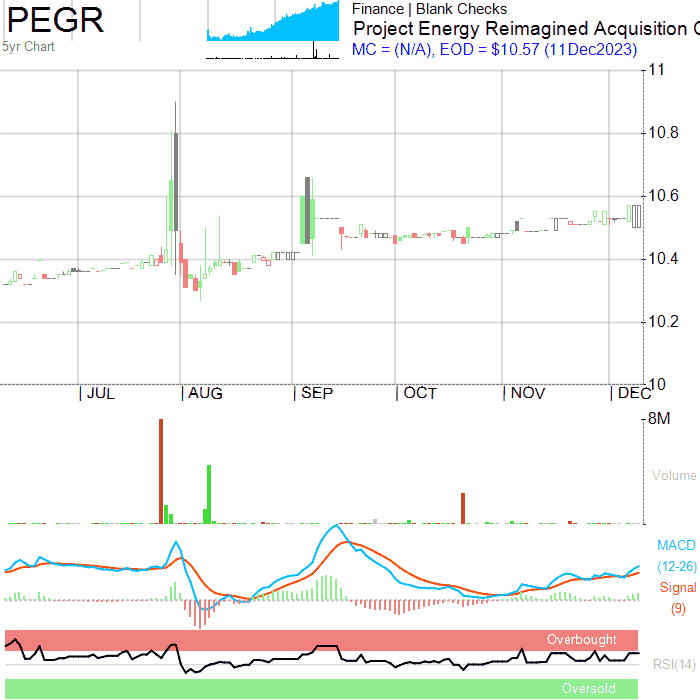 PEGR
5yr Chart
Finance | Blank Checks
Project Energy Reimagined Acquisition C
MC = (N/A), EOD = $10.57 (11Dec2023)
11
10.8
10.6
10.4
10.2
10
JUL
AUG
SEP
OCT
NOV
DEC
8M
Volume
MACD
(12-26)
Signal
(9)
Overbought
RSI(14)
Oversold